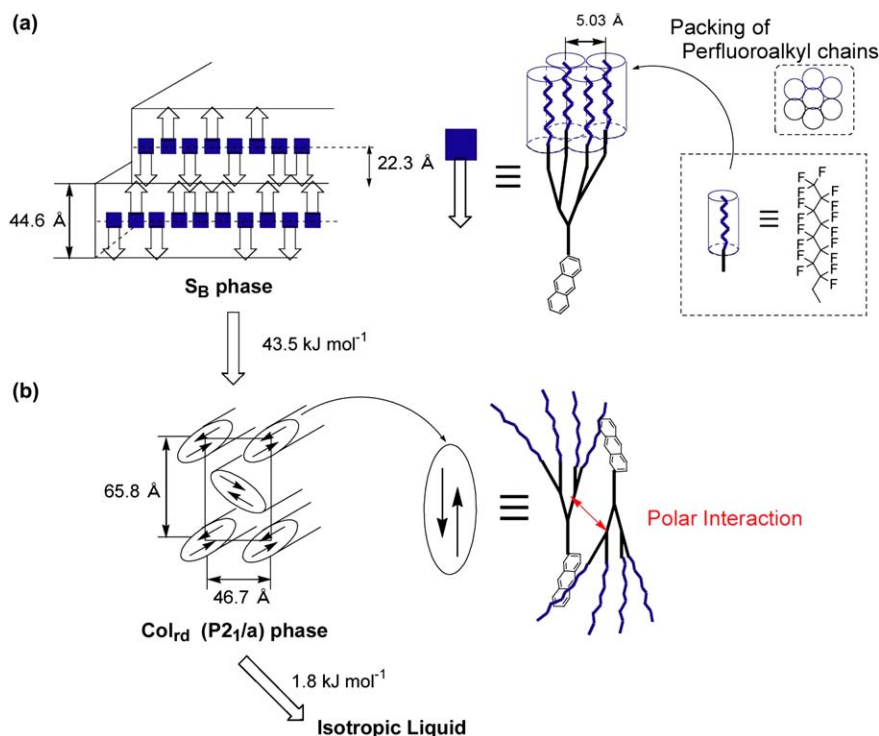 (a)
5.03 Å
Packing of
Perfluoroalkyl chains
22.3 Å
44.6 Å
≡
≡
F
F
F
F
F
F
F
F
F
F
F
F
F
S_B phase
43.5 kJ mol⁻¹
(b)
65.8 Å
46.7 Å
≡
Polar Interaction
Col_rd (P2₁/a) phase
1.8 kJ mol⁻¹
Isotropic Liquid